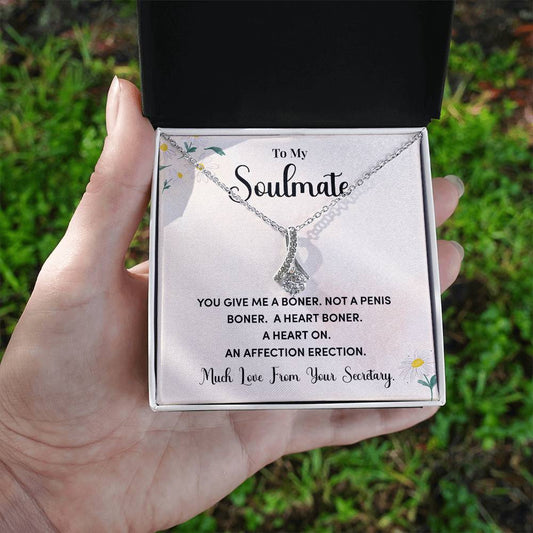 To My
Soulmate
YOU GIVE ME A BONER. NOT A PENIS
BONER. A HEART BONER.
A HEART ON.
AN AFFECTION ERECTION.
Much Love From Your Secretary.